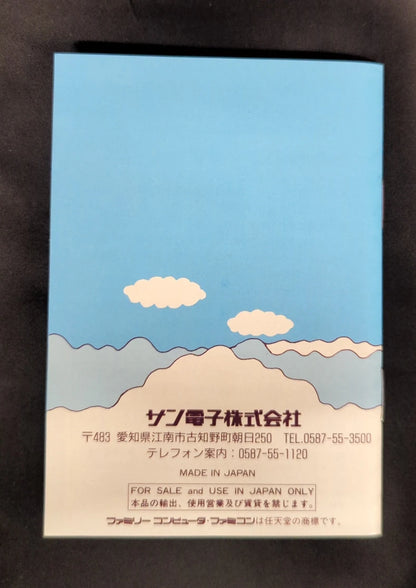 サン電子株式会社
〒483 愛知県江南市古知野町朝日250 TEL.0587-55-3500
テレフォン案内:0587-55-1120
MADE IN JAPAN
FOR SALE and USE IN JAPAN ONLY
本品の輸出、使用営業及び賃貸を禁じます。
ファミリーコンピュータ・ファミコンは任天堂の商標です。